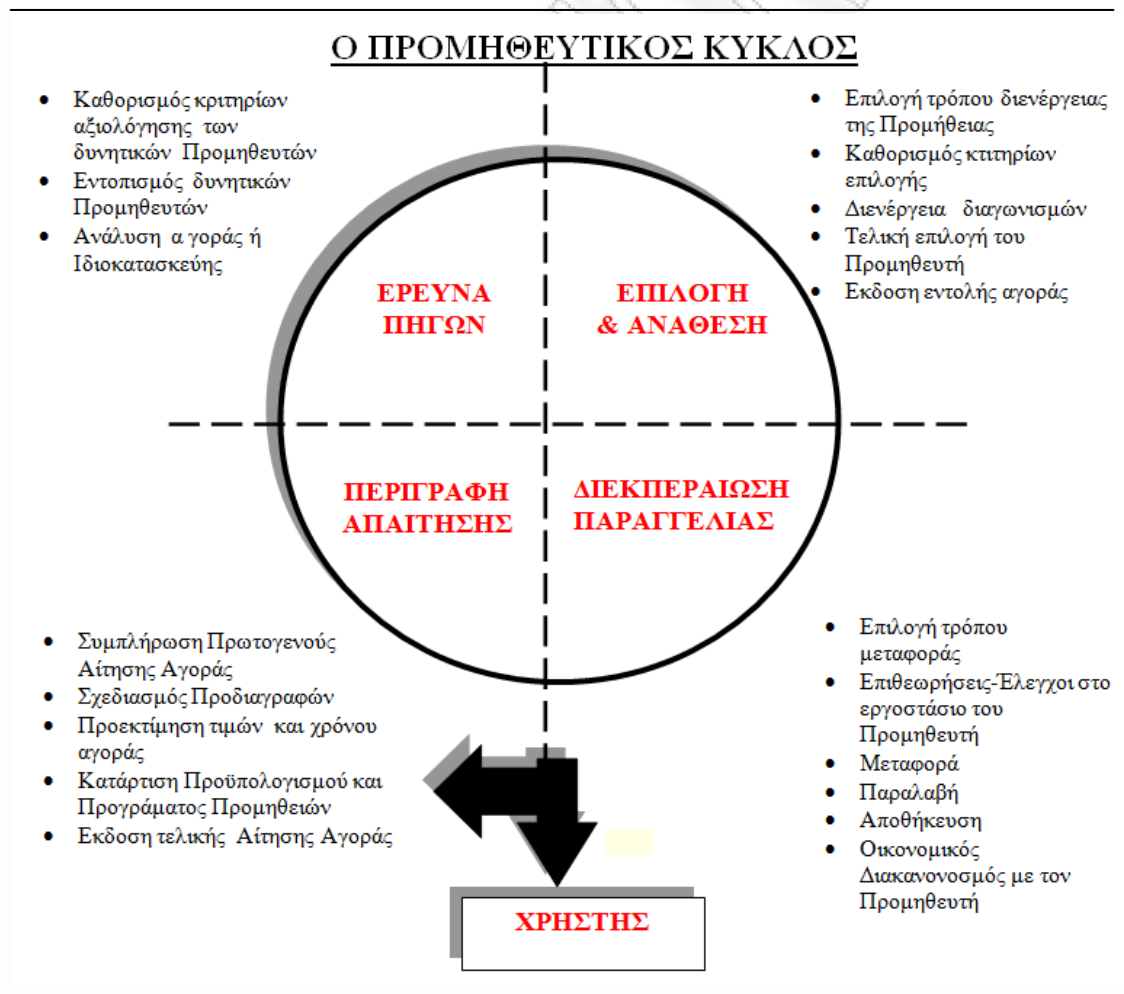 Ο ΠΡΟΜΗΘΕΥΤΙΚΟΣ ΚΥΚΛΟΣ
• Καθορισμός κριτηρίων
αξιολόγησης των
δυνητικών Προμηθευτών
• Εντοπισμός δυνητικών
Προμηθευτών
• Ανάλυση α γοράς ή
Ιδιοκατασκεύης
• Επιλογή τρόπου διενέργειας
της Προμήθειας
• Καθορισμός κτιτηρίων
επιλογής
• Διενέργεια διαγωνισμών
• Τελική επιλογή του
Προμηθευτή
• Εκδοση εντολής αγοράς
ΕΡΕΥΝΑ
ΠΗΓΩΝ
ΕΠΙΛΟΓΗ
& ΑΝΑΘΕΣΗ
ΠΕΡΙΓΡΑΦΗ
ΑΠΑΙΤΗΣΗΣ
ΔΙΕΚΠΕΡΑΙΩΣΗ
ΠΑΡΑΓΓΕΛΙΑΣ
• Συμπλήρωση Πρωτογενούς
Αίτησης Αγοράς
• Σχεδιασμός Προδιαγραφών
• Προεκτίμηση τιμών και χρόνου
αγοράς
• Κατάρτιση Προϋπολογισμού και
Προγράματος Προμηθειών
• Εκδοση τελικής Αίτησης Αγοράς
• Επιλογή τρόπου
μεταφοράς
• Επιθεωρήσεις-Έλεγχοι στο
εργοστάσιο του
Προμηθευτή
• Μεταφορά
• Παραλαβή
• Αποθήκευση
• Οικονομικός
Διακανονοσμός με τον
Προμηθευτή
ΧΡΗΣΤΗΣ